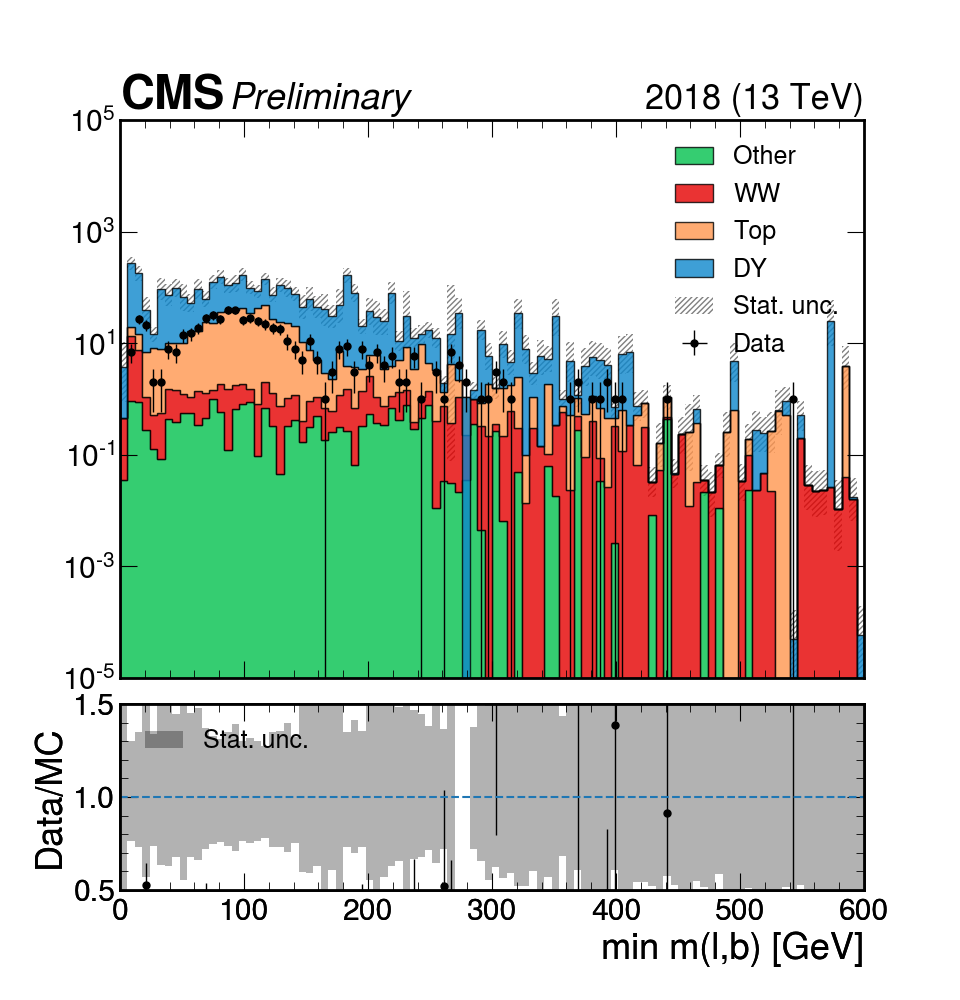 CMS Preliminary 2018 (13 TeV)
10^5
10^3
10^1
10^-1
10^-3
10^-5
Other
WW
Top
DY
Stat. unc.
Data
Data/MC
1.5
1.0
0.5
Stat. unc.
0 100 200 300 400 500 600
min m(l,b) [GeV]